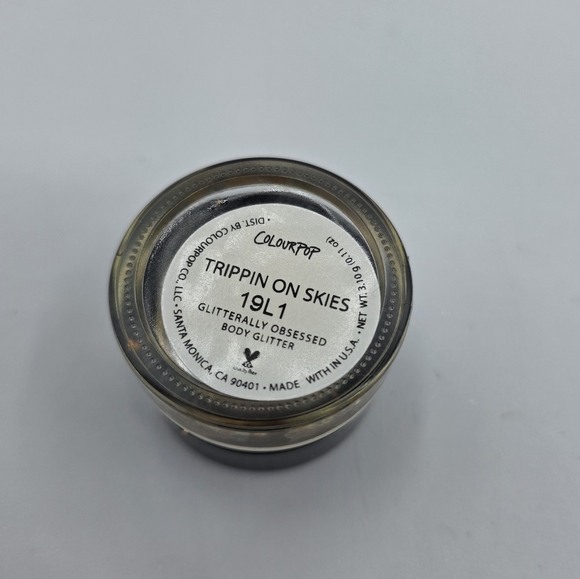 COLOURPOP
TRIPPIN ON SKIES
19L1
GLITTERALLY OBSESSED
BODY GLITTER
• DIST. BY COLOURPOP CO., LLC. • SANTA MONICA, CA 90401 • MADE WITH ♥ IN U.S.A. • NET WT. 3.10 g (0.11 oz)